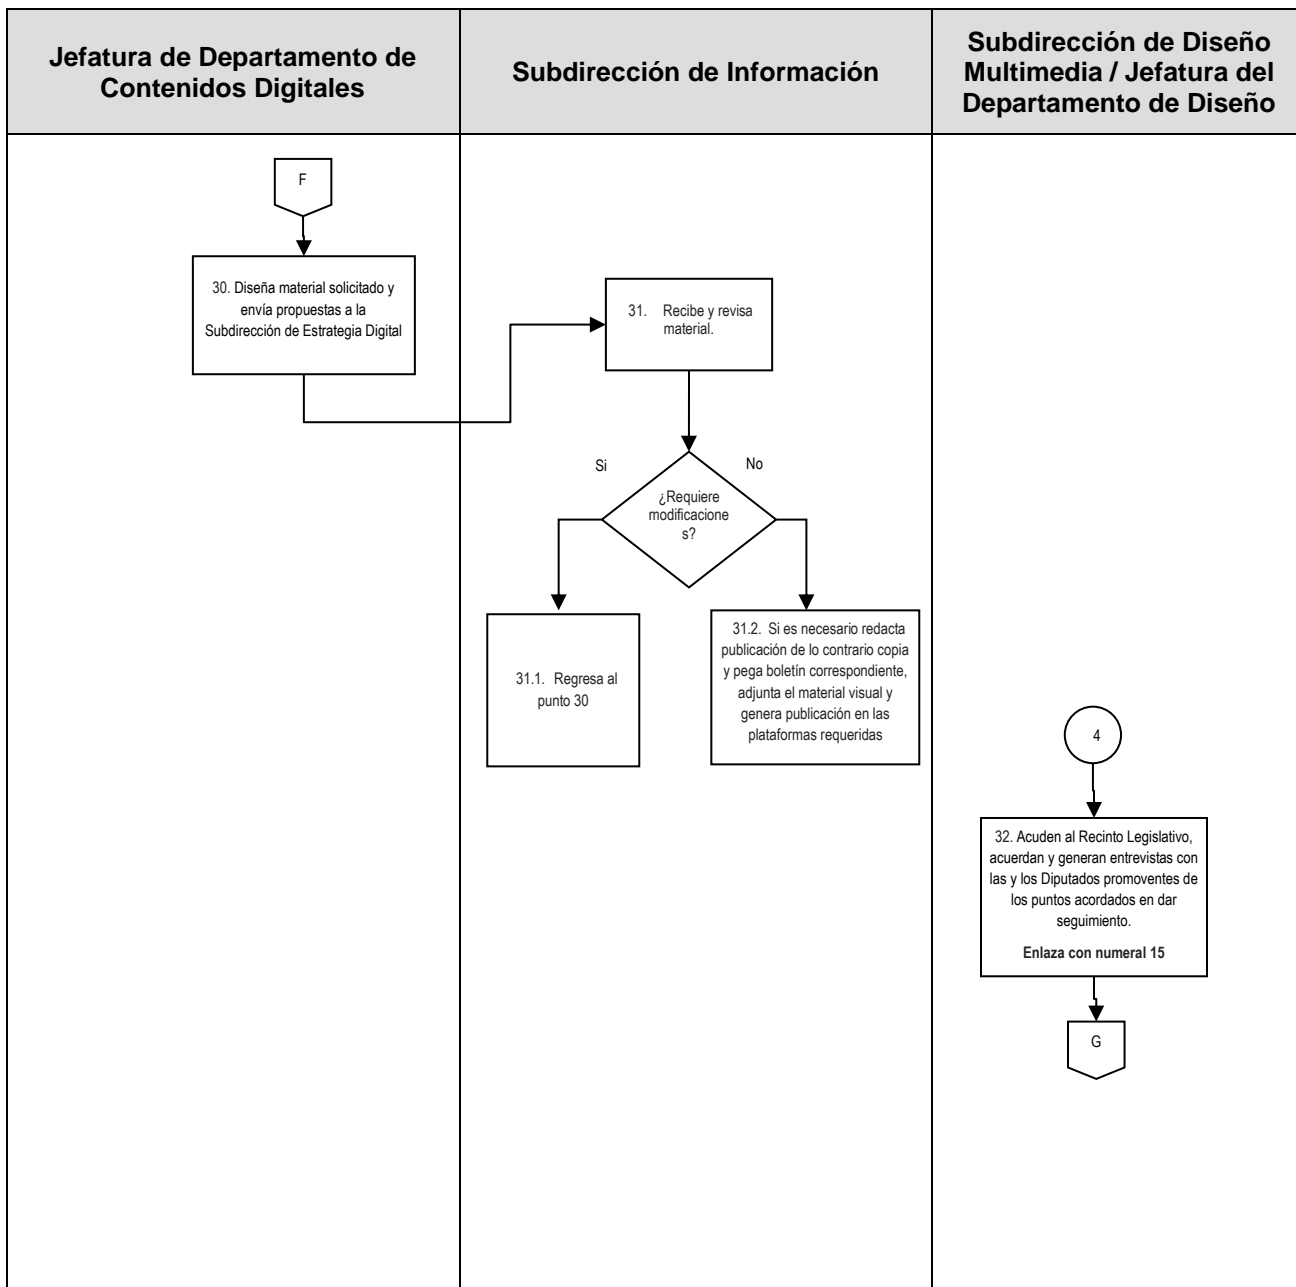 Jefatura de Departamento de
Contenidos Digitales
Subdirección de Información
Subdirección de Diseño
Multimedia / Jefatura del
Departamento de Diseño
F
30. Diseña material solicitado y
envía propuestas a la
Subdirección de Estrategia Digital
31. Recibe y revisa
material.
Si
No
¿Requiere
modificacione
s?
31.1. Regresa al
punto 30
31.2. Si es necesario redacta
publicación de lo contrario copia
y pega boletín correspondiente,
adjunta el material visual y
genera publicación en las
plataformas requeridas
4
32. Acuden al Recinto Legislativo,
acuerdan y generan entrevistas con
las y los Diputados promoventes de
los puntos acordados en dar
seguimiento.
Enlaza con numeral 15
G